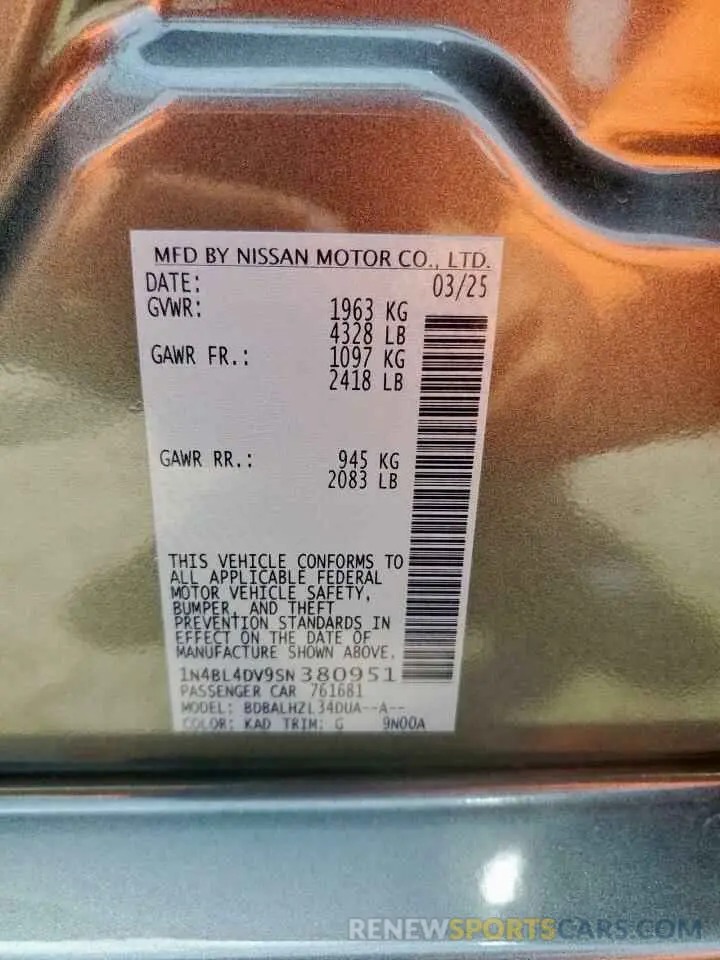 MFD BY NISSAN MOTOR CO., LTD.
DATE: 03/25
GVWR: 1963 KG
4328 LB
GAWR FR.: 1097 KG
2418 LB
GAWR RR.: 945 KG
2083 LB
THIS VEHICLE CONFORMS TO
ALL APPLICABLE FEDERAL
MOTOR VEHICLE SAFETY,
BUMPER, AND THEFT
PREVENTION STANDARDS IN
EFFECT ON THE DATE OF
MANUFACTURE SHOWN ABOVE.
1N4BL4DV9SN380951
PASSENGER CAR 761681
MODEL: BDBALHZL34DUA--A--
COLOR: KAD TRIM: G 9N00A
RENEWSPORTSCARS.COM